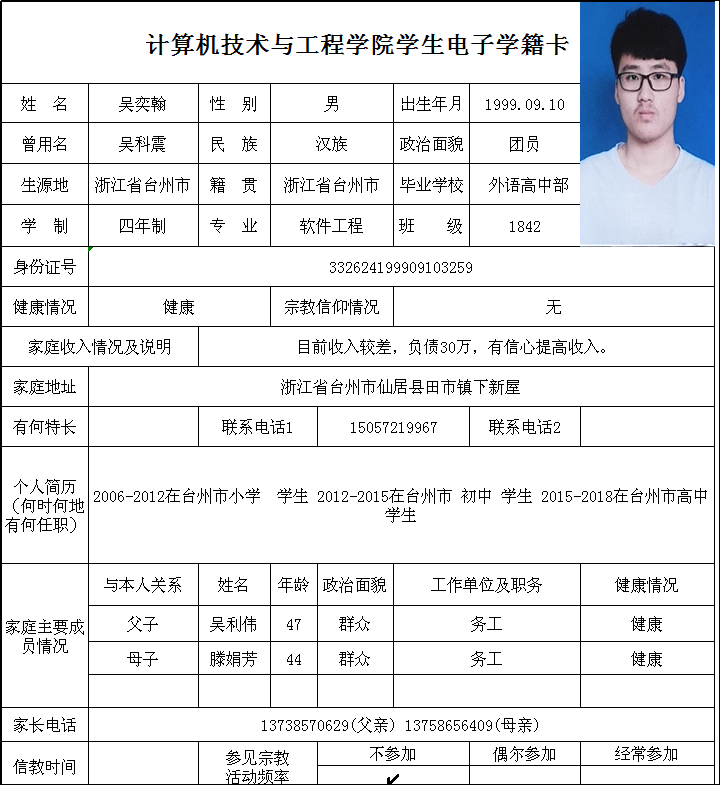 计算机技术与工程学院学生电子学籍卡
姓 名 吴奕翰 性 别 男 出生年月 1999.09.10
曾用名 吴科震 民 族 汉族 政治面貌 团员
生源地 浙江省台州市 籍 贯 浙江省台州市 毕业学校 外语高中部
学 制 四年制 专 业 软件工程 班 级 1842
身份证号 332624199909103259
健康情况 健康 宗教信仰情况 无
家庭收入情况及说明 目前收入较差，负债30万，有信心提高收入。
家庭地址 浙江省台州市仙居县田市镇下新屋
有何特长 联系电话1 15057219967 联系电话2
个人简历
（何时何地
有何任职）
2006-2012在台州市小学 学生 2012-2015在台州市 初中 学生 2015-2018在台州市高中
学生
家庭主要成
员情况
与本人关系 姓名 年龄 政治面貌 工作单位及职务 健康情况
父子 吴利伟 47 群众 务工 健康
母子 滕娟芳 44 群众 务工 健康
家长电话 13738570629(父亲) 13758656409(母亲)
信教时间 参见宗教
活动频率
不参加 偶尔参加 经常参加
✔